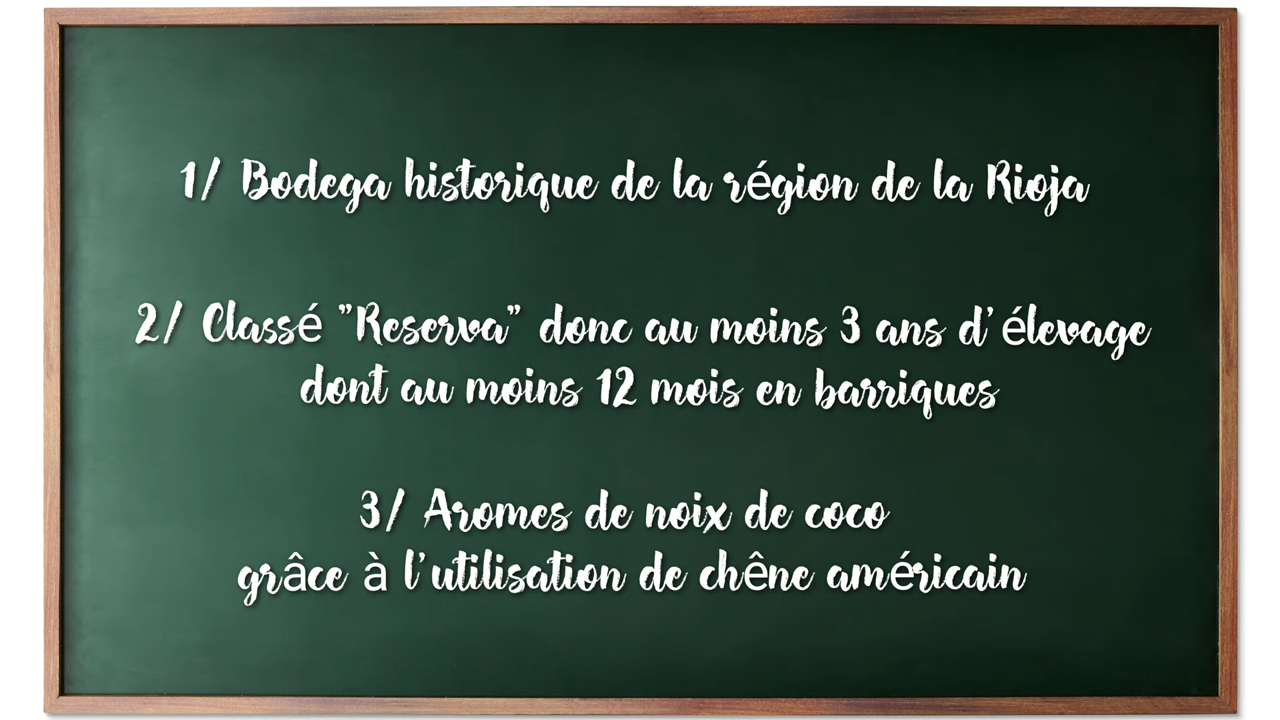 1/ Bodega historique de la région de la Rioja
2/ Classé "Reserva" donc au moins 3 ans d'élevage
dont au moins 12 mois en barriques
3/ Aromes de noix de coco
grâce à l'utilisation de chêne américain